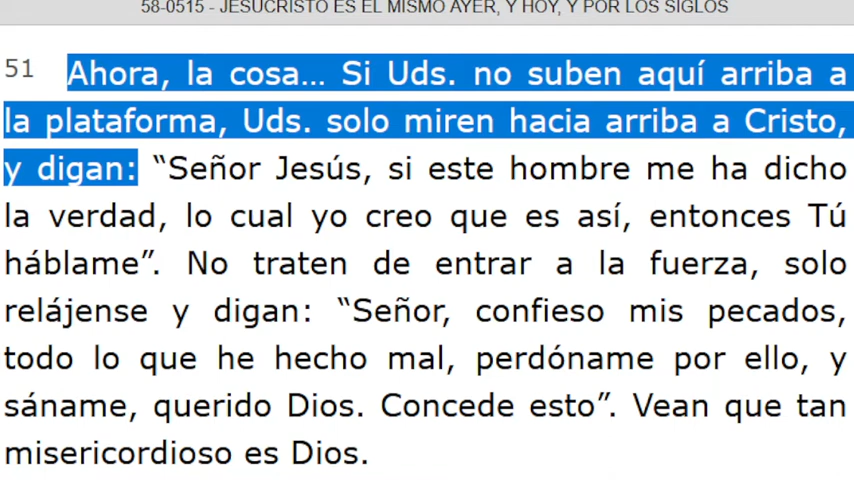 58-0515 - JESUCRISTO ES EL MISMO AYER, Y HOY, Y POR LOS SIGLOS
51 Ahora, la cosa… Si Uds. no suben aquí arriba a
la plataforma, Uds. solo miren hacia arriba a Cristo,
y digan: “Señor Jesús, si este hombre me ha dicho
la verdad, lo cual yo creo que es así, entonces Tú
háblame”. No traten de entrar a la fuerza, solo
relájense y digan: “Señor, confieso mis pecados,
todo lo que he hecho mal, perdóname por ello, y
sáname, querido Dios. Concede esto”. Vean que tan
misericordioso es Dios.